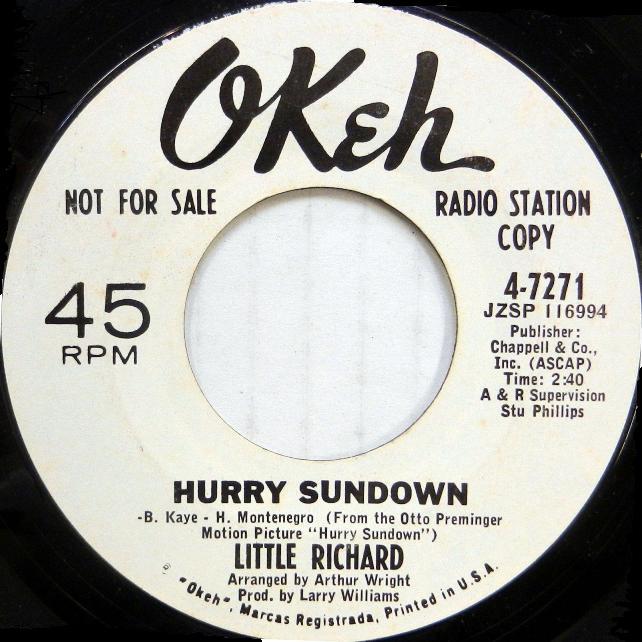 OKeh
NOT FOR SALE
RADIO STATION
COPY
45
RPM
4-7271
JZSP 116994
Publisher:
Chappell & Co.,
Inc. (ASCAP)
Time: 2:40
A & R Supervision
Stu Phillips
HURRY SUNDOWN
-B. Kaye - H. Montenegro (From the Otto Preminger
Motion Picture "Hurry Sundown")
LITTLE RICHARD
Arranged by Arthur Wright
Prod. by Larry Williams
® "Okeh", Marcas Registrada, Printed in U.S.A.